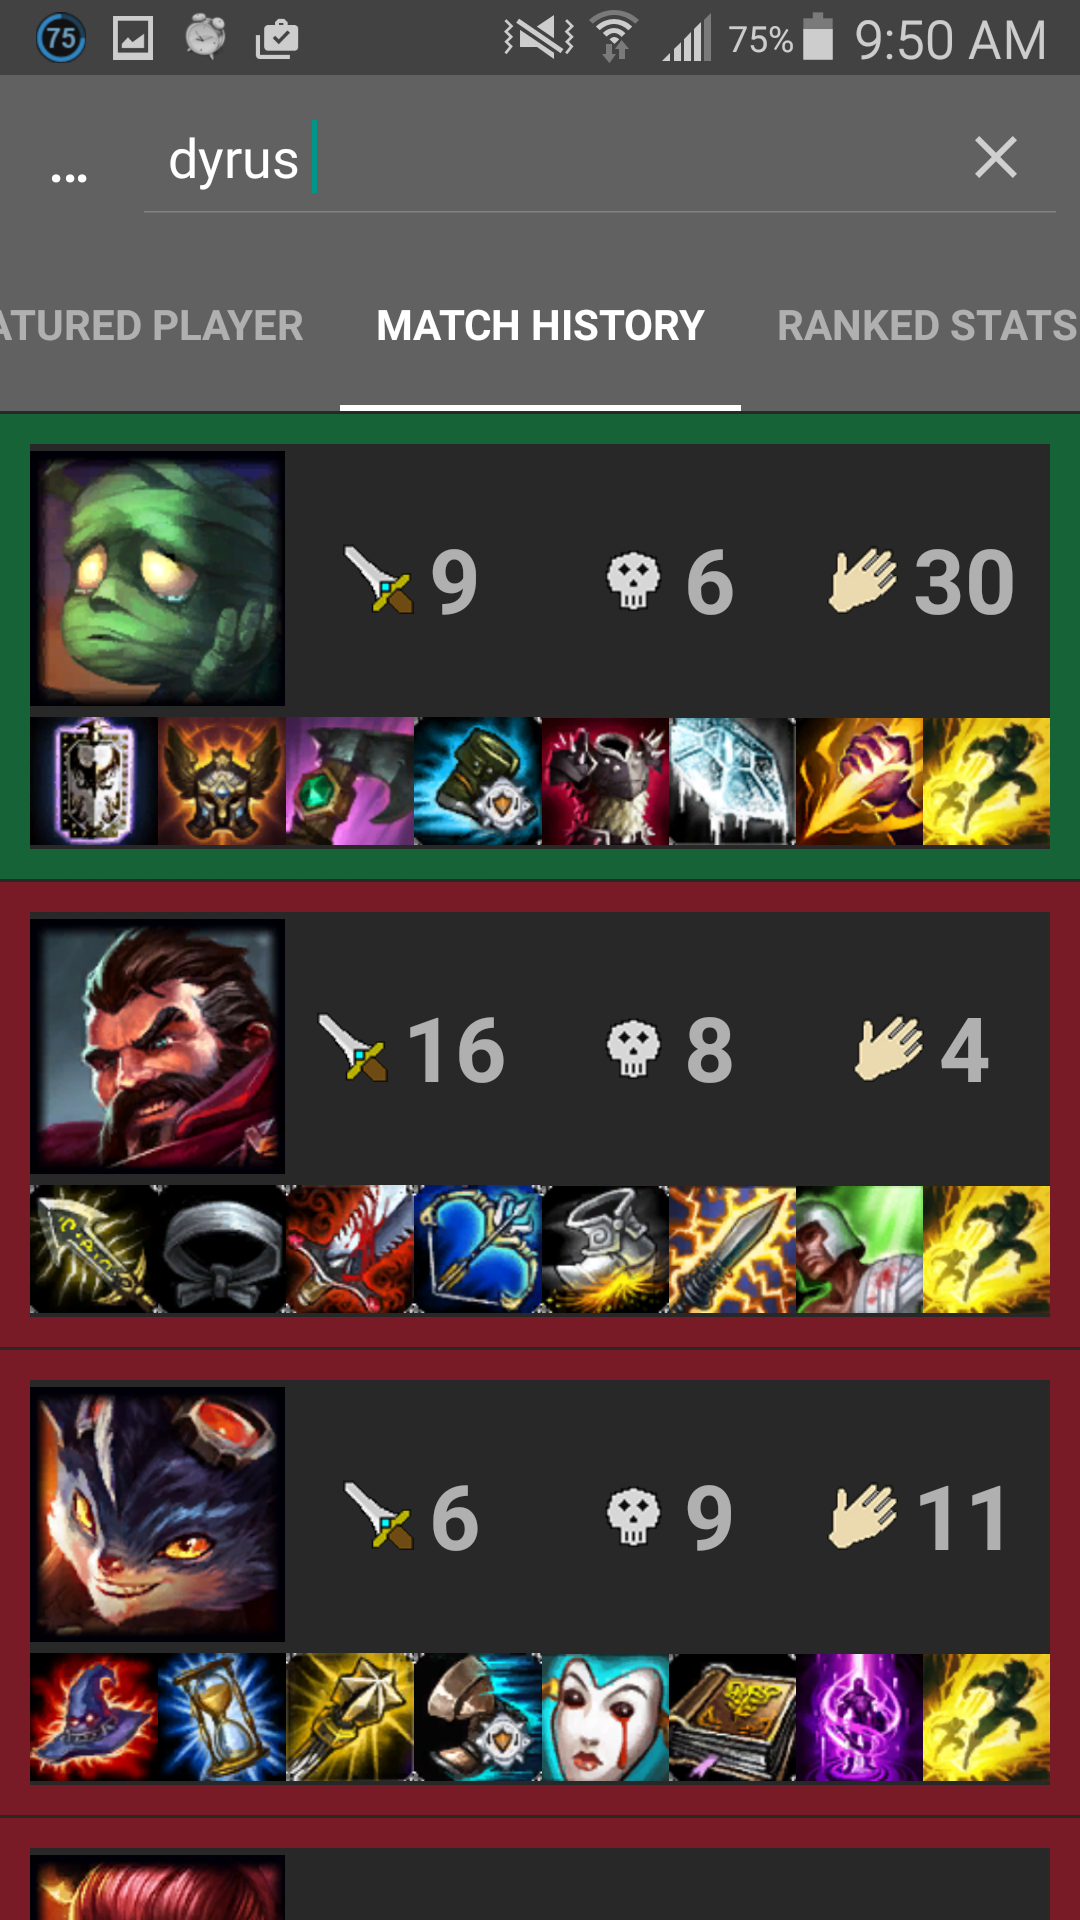 75 75% 9:50 AM
... dyrus
ATURED PLAYER MATCH HISTORY RANKED STATS
9 6 30
16 8 4
6 9 11